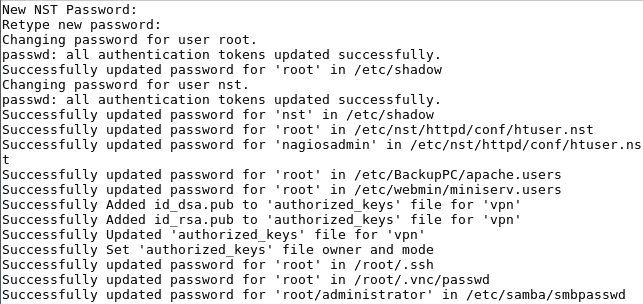 New NST Password:
Retype new password:
Changing password for user root.
passwd: all authentication tokens updated successfully.
Successfully updated password for 'root' in /etc/shadow
Changing password for user nst.
passwd: all authentication tokens updated successfully.
Successfully updated password for 'nst' in /etc/shadow
Successfully updated password for 'root' in /etc/nst/httpd/conf/htuser.nst
Successfully updated password for 'nagiosadmin' in /etc/nst/httpd/conf/htuser.ns
t
Successfully updated password for 'root' in /etc/BackupPC/apache.users
Successfully updated password for 'root' in /etc/webmin/miniserv.users
Successfully Added id_dsa.pub to 'authorized_keys' file for 'vpn'
Successfully Added id_rsa.pub to 'authorized_keys' file for 'vpn'
Successfully Updated 'authorized_keys' file for 'vpn'
Successfully Set 'authorized_keys' file owner and mode
Successfully updated password for 'root' in /root/.ssh
Successfully updated password for 'root' in /root/.vnc/passwd
Successfully updated password for 'root/administrator' in /etc/samba/smbpasswd